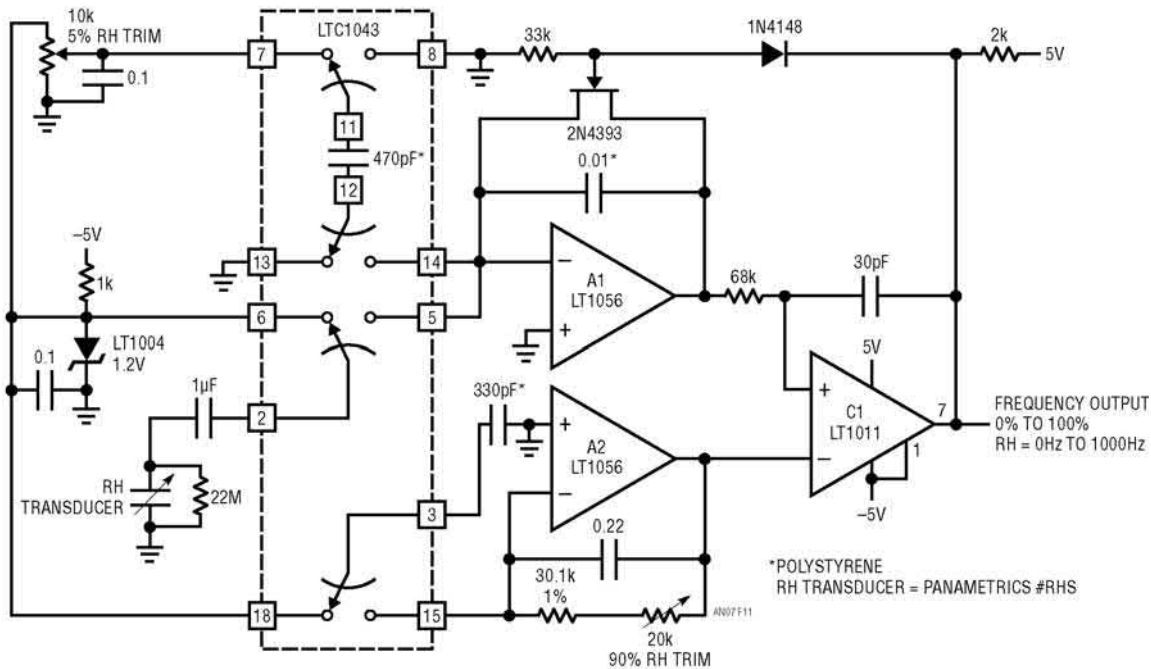 10k
5% RH TRIM
0.1
7
LTC1043
8
33k
1N4148
2k
5V
11
470pF*
12
2N4393
0.01*
–5V
1k
13
14
6
5
–
A1
LT1056
+
68k
30pF
0.1
LT1004
1.2V
1µF
2
330pF*
5V
+
A2
LT1056
–
+
C1
LT1011
–
7
1
–5V
FREQUENCY OUTPUT
0% TO 100%
RH = 0Hz TO 1000Hz
RH
TRANSDUCER
22M
3
0.22
18
15
30.1k
1%
20k
90% RH TRIM
AN07 F11
*POLYSTYRENE
RH TRANSDUCER = PANAMETRICS #RHS